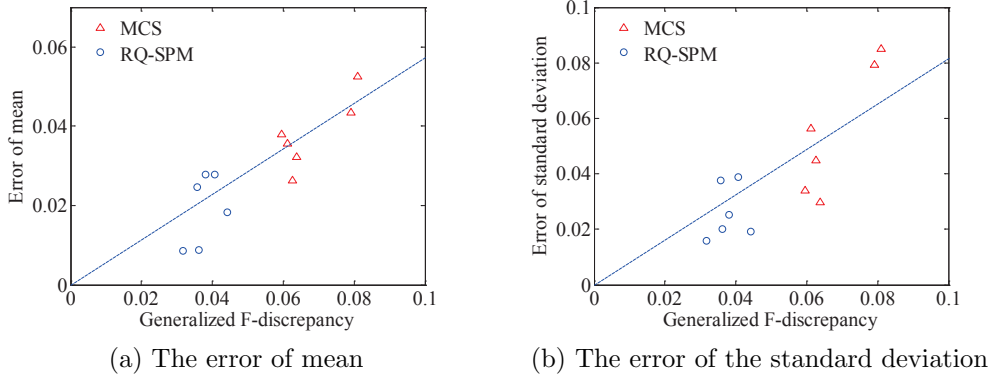 MCS
RQ-SPM
0.06
0.04
0.02
0
Error of mean
0 0.02 0.04 0.06 0.08 0.1
Generalized F-discrepancy
(a) The error of mean
0.1
MCS
RQ-SPM
0.08
0.06
0.04
0.02
0
Error of standard deviation
0 0.02 0.04 0.06 0.08 0.1
Generalized F-discrepancy
(b) The error of the standard deviation